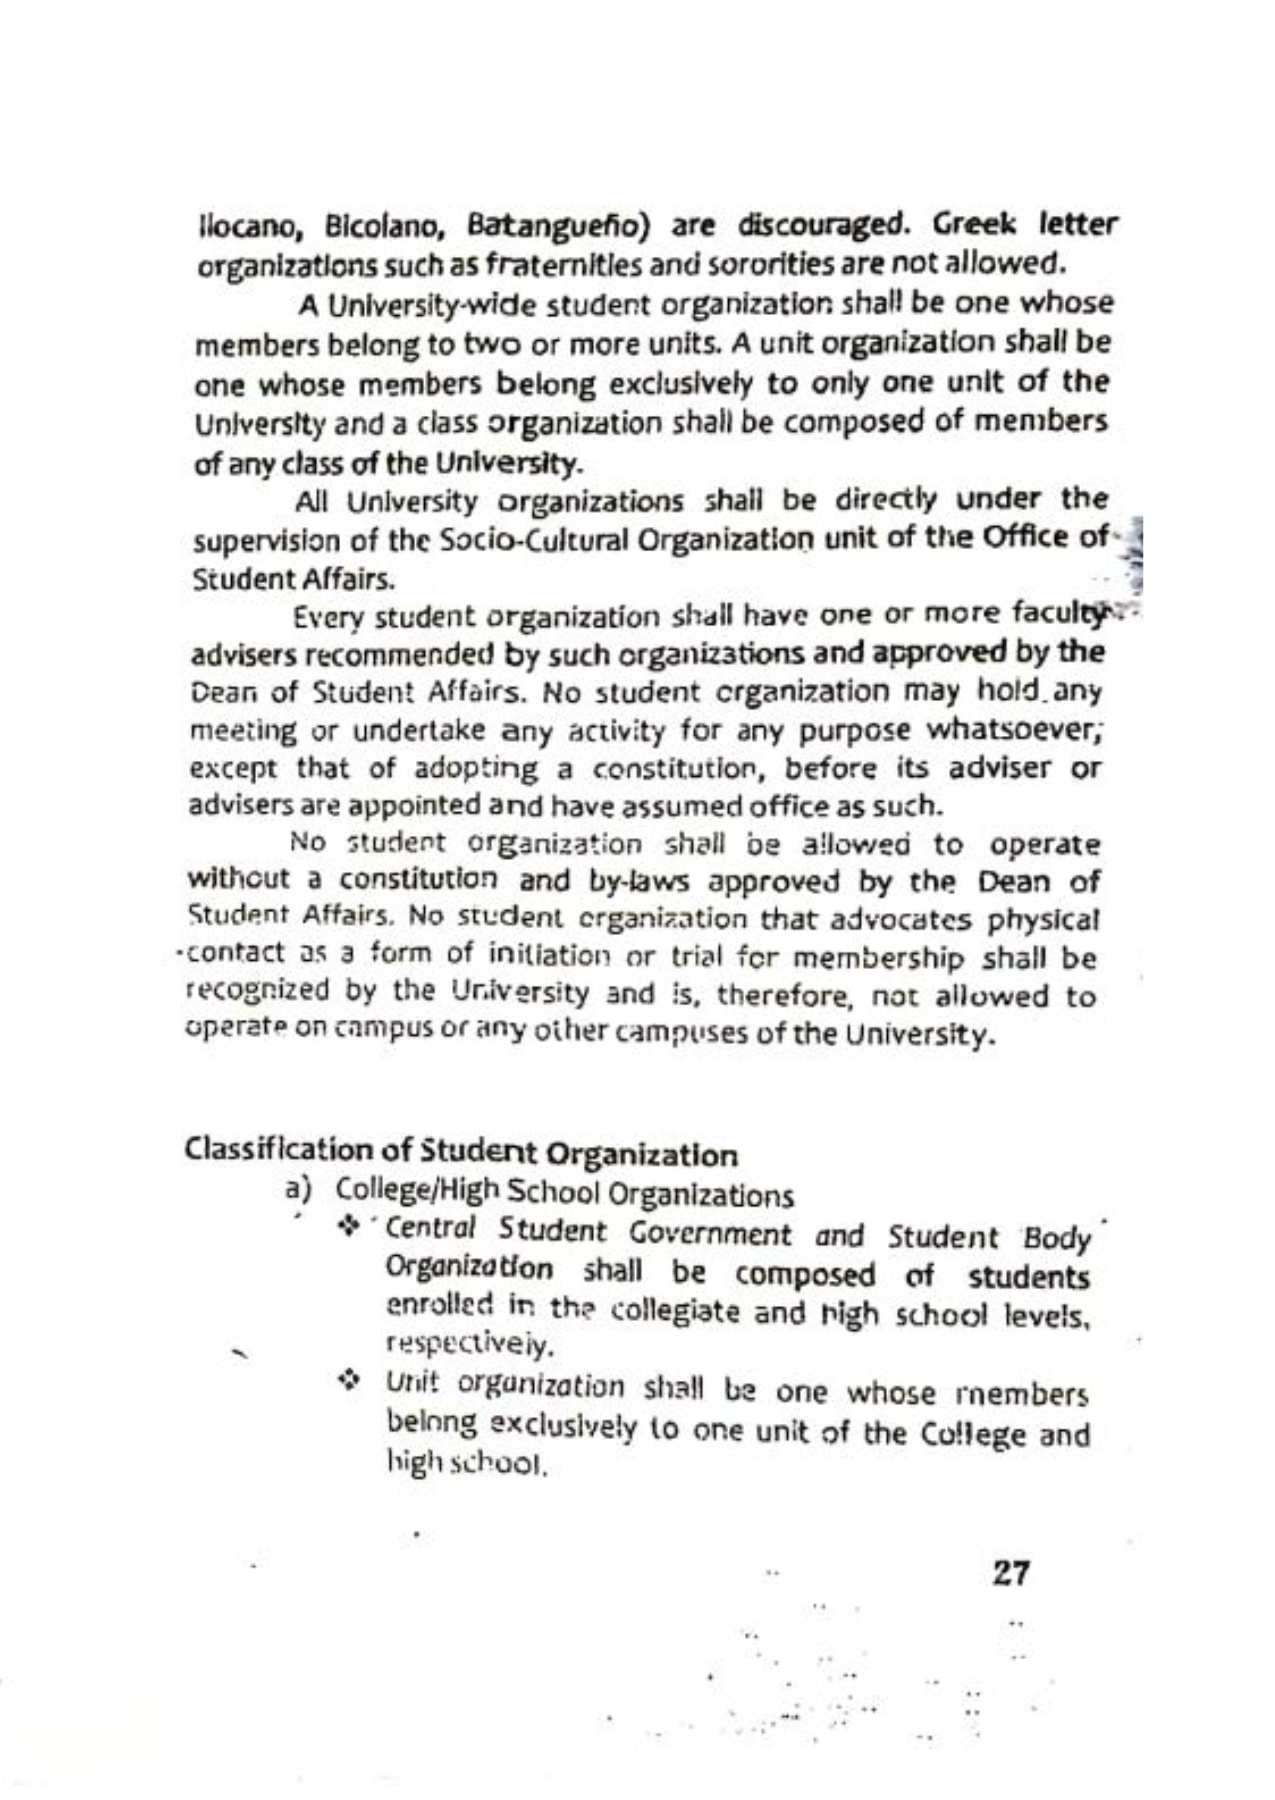 Ilocano, Bicolano, Batangueño) are discouraged. Greek letter
organizations such as fraternities and sororities are not allowed.
A University-wide student organization shall be one whose
members belong to two or more units. A unit organization shall be
one whose members belong exclusively to only one unit of the
University and a class organization shall be composed of members
of any class of the University.
All University organizations shall be directly under the
supervision of the Socio-Cultural Organization unit of the Office of
Student Affairs.
Every student organization shall have one or more faculty
advisers recommended by such organizations and approved by the
Dean of Student Affairs. No student organization may hold any
meeting or undertake any activity for any purpose whatsoever,
except that of adopting a constitution, before its adviser or
advisers are appointed and have assumed office as such.
No student organization shall be allowed to operate
without a constitution and by-laws approved by the Dean of
Student Affairs. No student organization that advocates physical
contact as a form of initiation or trial for membership shall be
recognized by the University and is, therefore, not allowed to
operate on campus or any other campuses of the University.
Classification of Student Organization
a) College/High School Organizations
❖ Central Student Government and Student Body
Organization shall be composed of students
enrolled in the collegiate and high school levels,
respectively.
❖ Unit organization shall be one whose members
belong exclusively to one unit of the College and
high school.
27